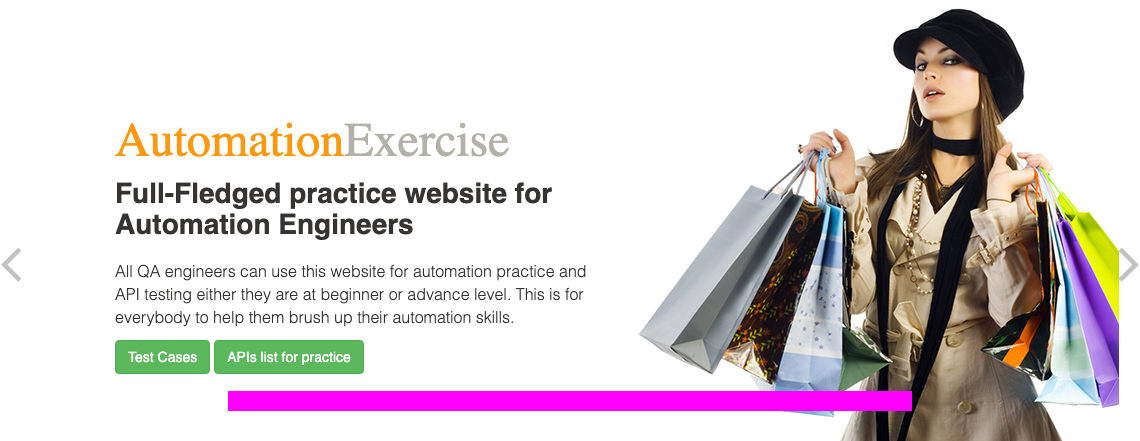 AutomationExercise
Full-Fledged practice website for
Automation Engineers
All QA engineers can use this website for automation practice and
API testing either they are at beginner or advance level. This is for
everybody to help them brush up their automation skills.
Test Cases APIs list for practice